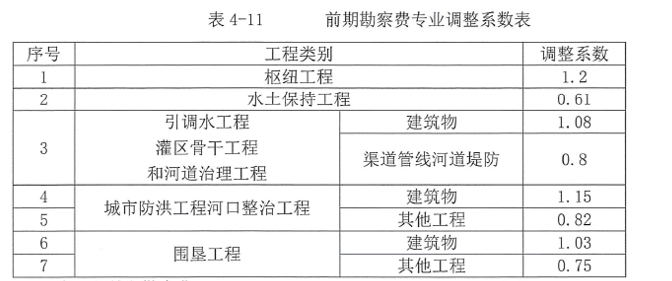 表 4-11 前期勘察费专业调整系数表
序号 工程类别 调整系数
1 枢纽工程 1.2
2 水土保持工程 0.61
3 引调水工程 灌区骨干工程 和河道治理工程 建筑物 1.08
渠道管线河道堤防 0.8
4 城市防洪工程河口整治工程 建筑物 1.15
5 其他工程 0.82
6 围垦工程 建筑物 1.03
7 其他工程 0.75